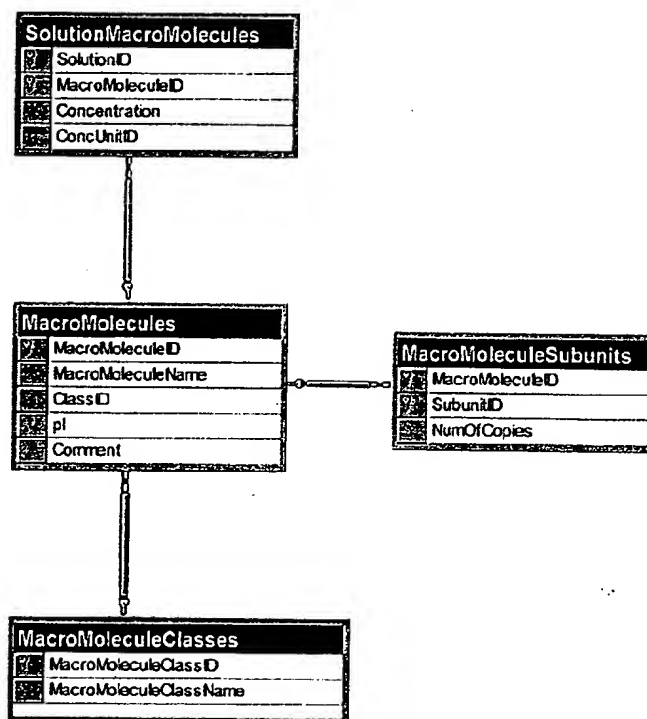 SolutionMacroMolecules
SolutionID
MacroMoleculeID
Concentration
ConcUnitID
MacroMolecules
MacroMoleculeID
MacroMoleculeName
ClassID
pI
Comment
MacroMoleculeSubunits
MacroMoleculeID
SubunitID
NumOfCopies
MacroMoleculeClasses
MacroMoleculeClassID
MacroMoleculeClassName